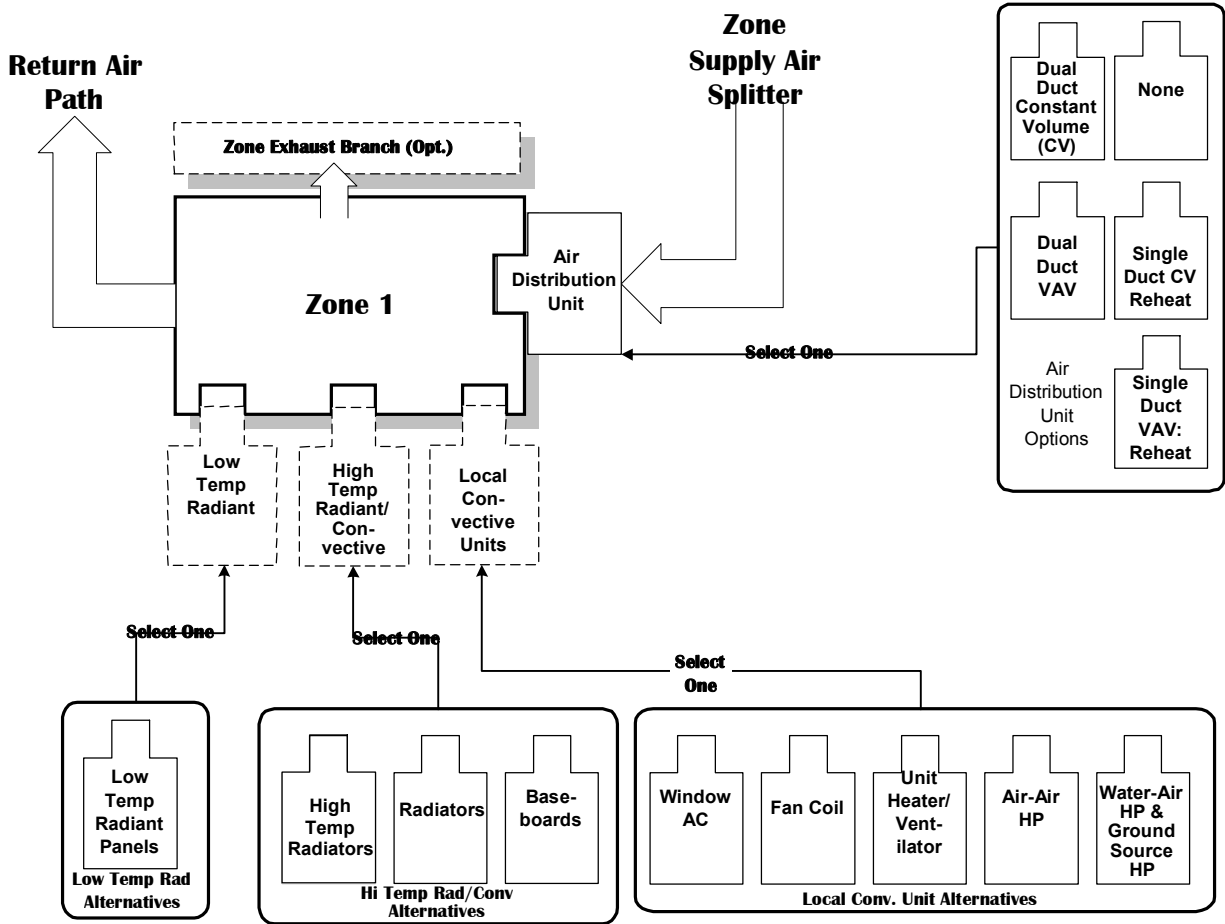 Return Air
Path
Zone
Supply Air
Splitter
Zone Exhaust Branch (Opt.)
Zone 1
Air
Distribution
Unit
Select One
Dual
Duct
Constant
Volume
(CV)
None
Dual
Duct
VAV
Single
Duct CV
Reheat
Air
Distribution
Unit
Options
Single
Duct
VAV:
Reheat
Low
Temp
Radiant
High
Temp
Radiant/
Con-
vective
Local
Con-
vective
Units
Select One
Select One
Select
One
Low
Temp
Radiant
Panels
Low Temp Rad
Alternatives
High
Temp
Radiators
Radiators
Base-
boards
Hi Temp Rad/Conv
Alternatives
Window
AC
Fan Coil
Unit
Heater/
Vent-
ilator
Air-Air
HP
Water-Air
HP &
Ground
Source
HP
Local Conv. Unit Alternatives